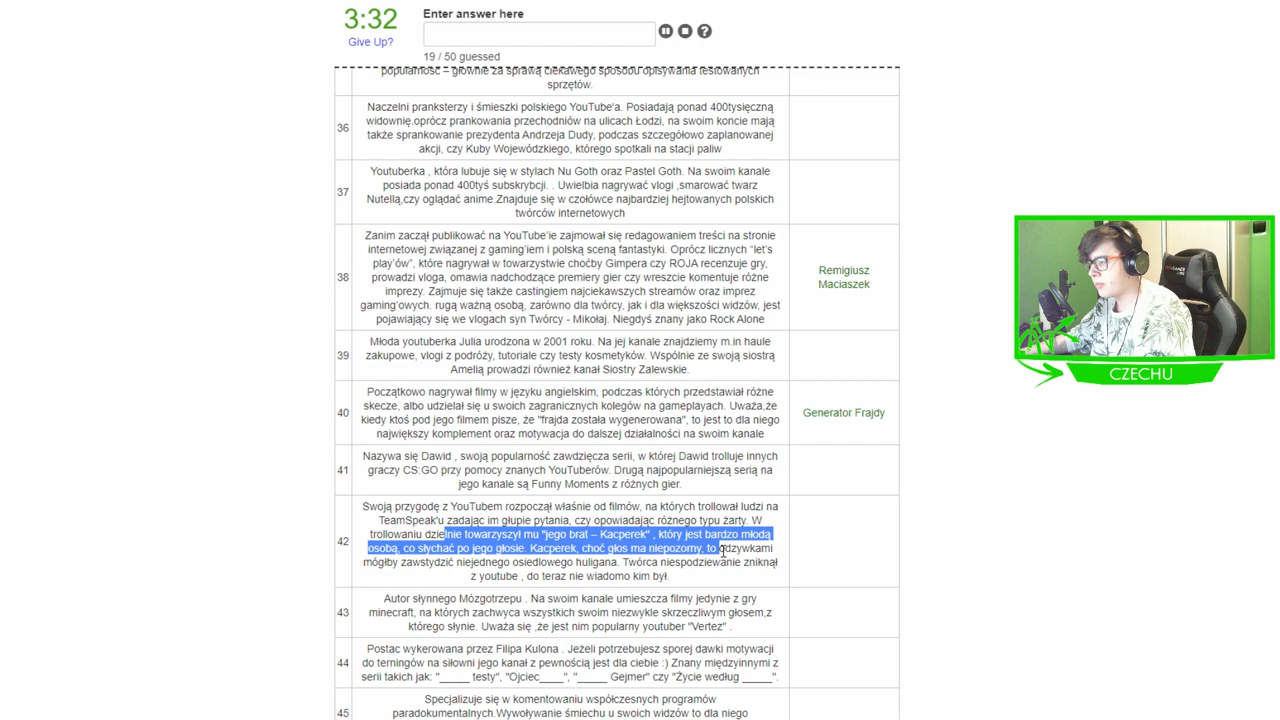 3:32
Give Up?
Enter answer here
19 / 50 guessed
popularność – głownie za sprawą ciekawego sposobu opisywania testowanych
sprzętów.
36
Naczelni pranksterzy i śmieszki polskiego YouTube'a. Posiadają ponad 400tysięczną
widownię.oprócz prankowania przechodniów na ulicach Łodzi, na swoim koncie mają
także sprankowanie prezydenta Andrzeja Dudy, podczas szczegółowo zaplanowanej
akcji, czy Kuby Wojewódzkiego, którego spotkali na stacji paliw
37
Youtuberka , która lubuje się w stylach Nu Goth oraz Pastel Goth. Na swoim kanale
posiada ponad 400tyś subskrybcji. . Uwielbia nagrywać vlogi ,smarować twarz
Nutellą,czy oglądać anime.Znajduje się w czołówce najbardziej hejtowanych polskich
twórców internetowych
38
Zanim zaczął publikować na YouTube'ie zajmował się redagowaniem treści na stronie
internetowej związanej z gaming'iem i polską sceną fantastyki. Oprócz licznych "let's
play'ów", które nagrywał w towarzystwie choćby Gimpera czy ROJA recenzuje gry,
prowadzi vloga, omawia nadchodzące premiery gier czy wreszcie komentuje różne
imprezy. Zajmuje się także castingiem najciekawszych streamów oraz imprez
gaming'owych. rugą ważną osobą, zarówno dla twórcy, jak i dla większości widzów, jest
pojawiający się we vlogach syn Twórcy - Mikołaj. Niegdyś znany jako Rock Alone
Remigiusz
Maciaszek
39
Młoda youtuberka Julia urodzona w 2001 roku. Na jej kanale znajdziemy m.in haule
zakupowe, vlogi z podróży, tutoriale czy testy kosmetyków. Wspólnie ze swoją siostrą
Amelią prowadzi również kanał Siostry Zalewskie.
40
Początkowo nagrywał filmy w języku angielskim, podczas których przedstawiał różne
skecze, albo udzielał się u swoich zagranicznych kolegów na gameplayach. Uważa,że
kiedy ktoś pod jego filmem pisze, że "frajda została wygenerowana", to jest to dla niego
największy komplement oraz motywacja do dalszej działalności na swoim kanale
Generator Frajdy
41
Nazywa się Dawid , swoją popularność zawdzięcza serii, w której Dawid trolluje innych
graczy CS:GO przy pomocy znanych YouTuberów. Drugą najpopularniejszą serią na
jego kanale są Funny Moments z różnych gier.
42
Swoją przygodę z YouTubem rozpoczął właśnie od filmów, na których trollował ludzi na
TeamSpeak'u zadając im głupie pytania, czy opowiadając różnego typu żarty. W
trollowaniu dzielnie towarzyszył mu "jego brat – Kacperek" , który jest bardzo młodą
osobą, co słychać po jego głosie. Kacperek, choć głos ma niepozorny, to odzywkami
mógłby zawstydzić niejednego osiedlowego huligana. Twórca niespodziewanie zniknął
z youtube , do teraz nie wiadomo kim był.
43
Autor słynnego Mózgotrzepu . Na swoim kanale umieszcza filmy jedynie z gry
minecraft, na których zachwyca wszystkich swoim niezwykle skrzeczliwym głosem,z
którego słynie. Uważa się ,że jest nim popularny youtuber "Vertez" .
44
Postac wykerowana przez Filipa Kulona . Jeżeli potrzebujesz sporej dawki motywacji
do terningów na siłowni jego kanał z pewnością jest dla ciebie :) Znany międzyinnymi z
serii takich jak: "_____ testy", "Ojciec____", "_____ Gejmer" czy "Życie według _____".
45
Specjalizuje się w komentowaniu współczesnych programów
paradokumentalnych.Wywoływanie śmiechu u swoich widzów to dla niego
CZECHU